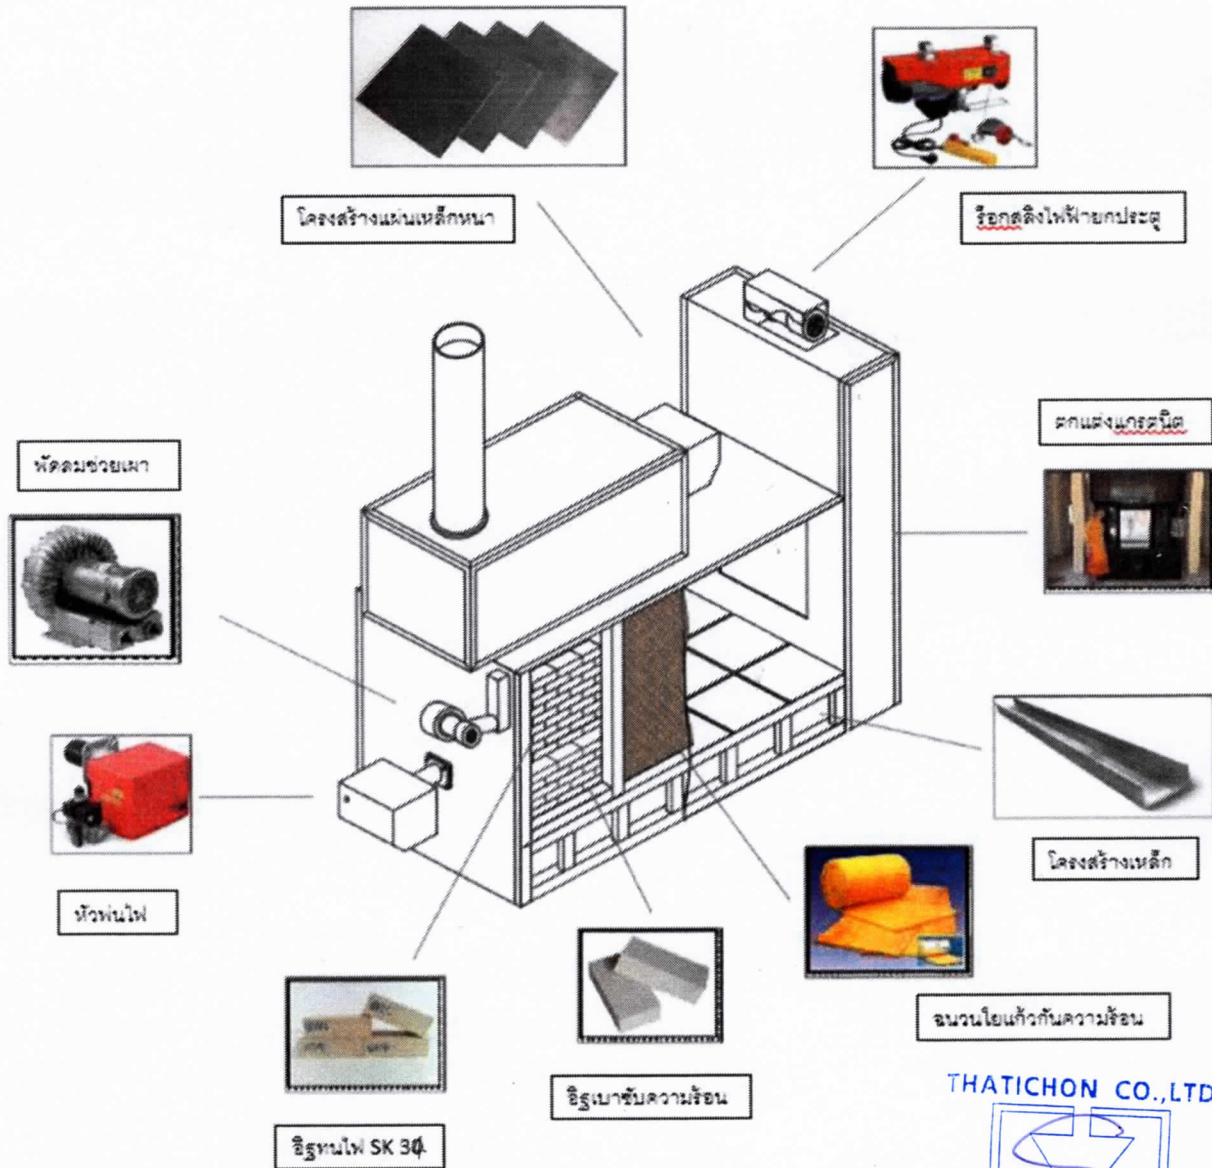 โครงสร้างแผ่นเหล็กหนา
รอกสลิงไฟฟ้ายกประตู
ตกแต่งแกรตนิต
พัดลมช่วยเผา
โครงสร้างเหล็ก
หัวพ่นไฟ
ฉนวนใยแก้วกันความร้อน
อิฐเบาซับความร้อน
อิฐทนไฟ SK 34
THATICHON CO.,LTD